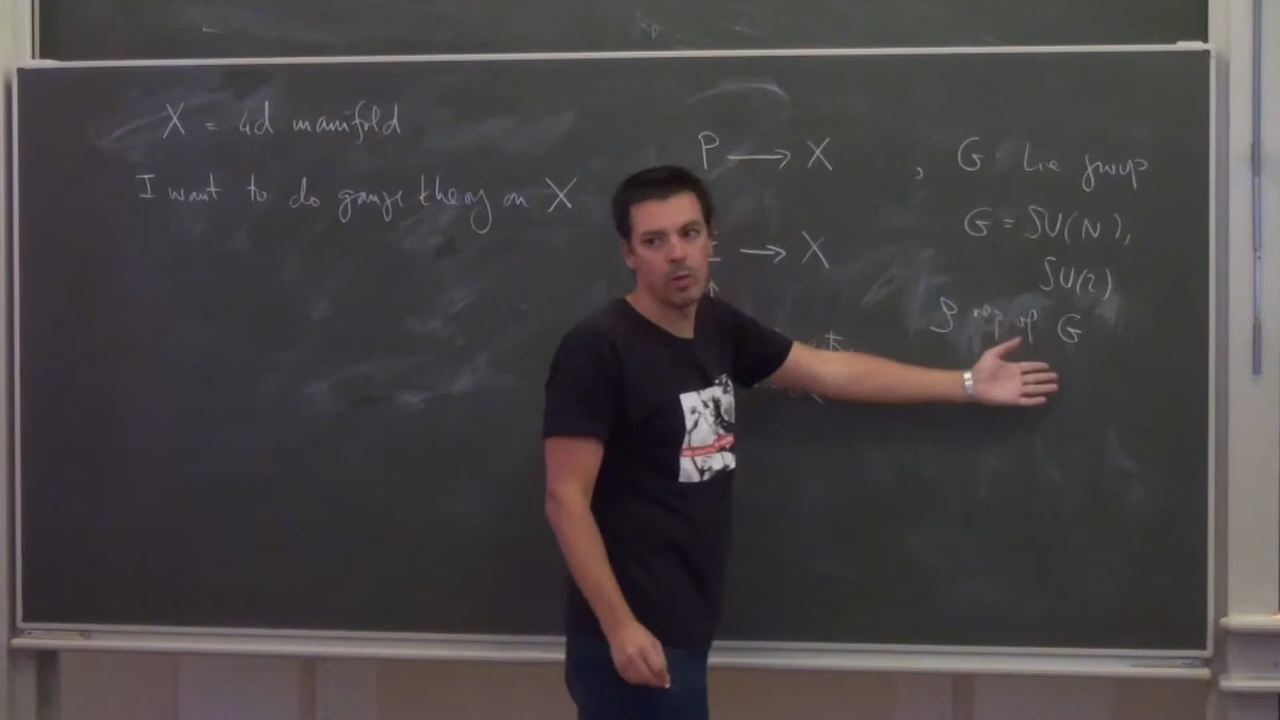 X = 4d manifold
I want to do gauge theory on X
P → X , G Lie group
G = SU(N),
→ X
SU(2)
ρ rep of G